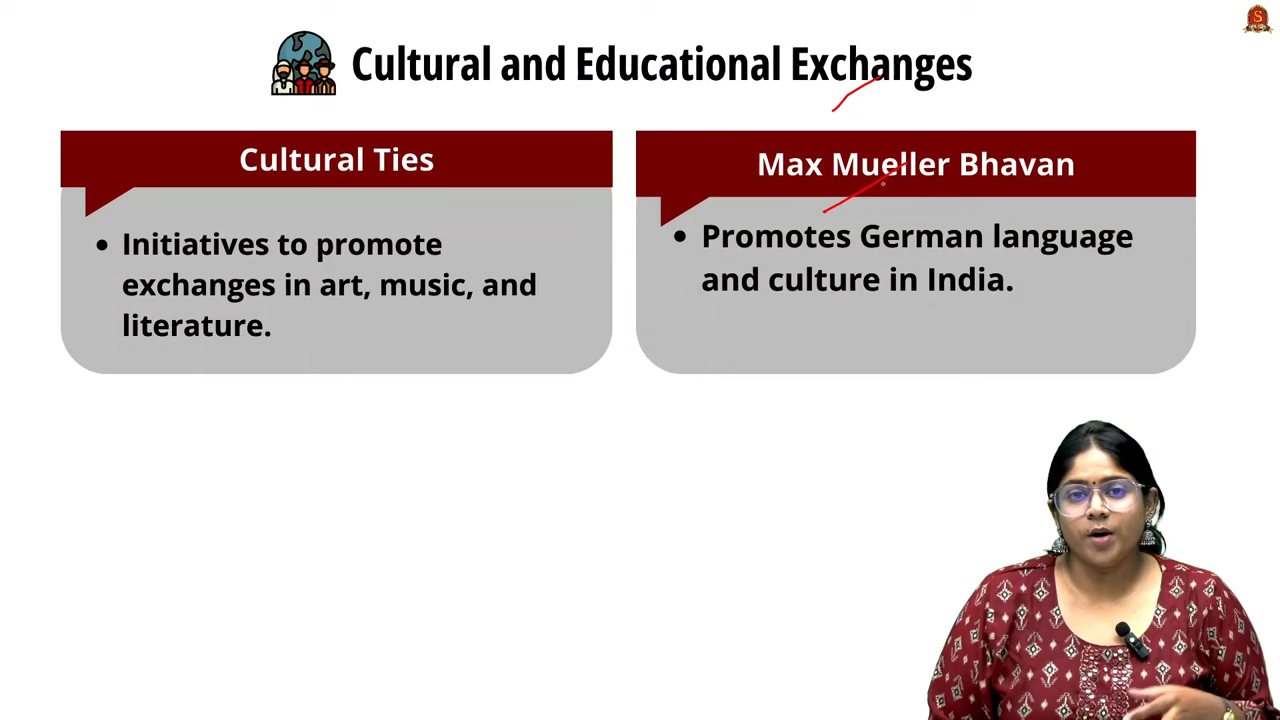 Cultural and Educational Exchanges
Cultural Ties
• Initiatives to promote
exchanges in art, music, and
literature.
Max Mueller Bhavan
• Promotes German language
and culture in India.
S